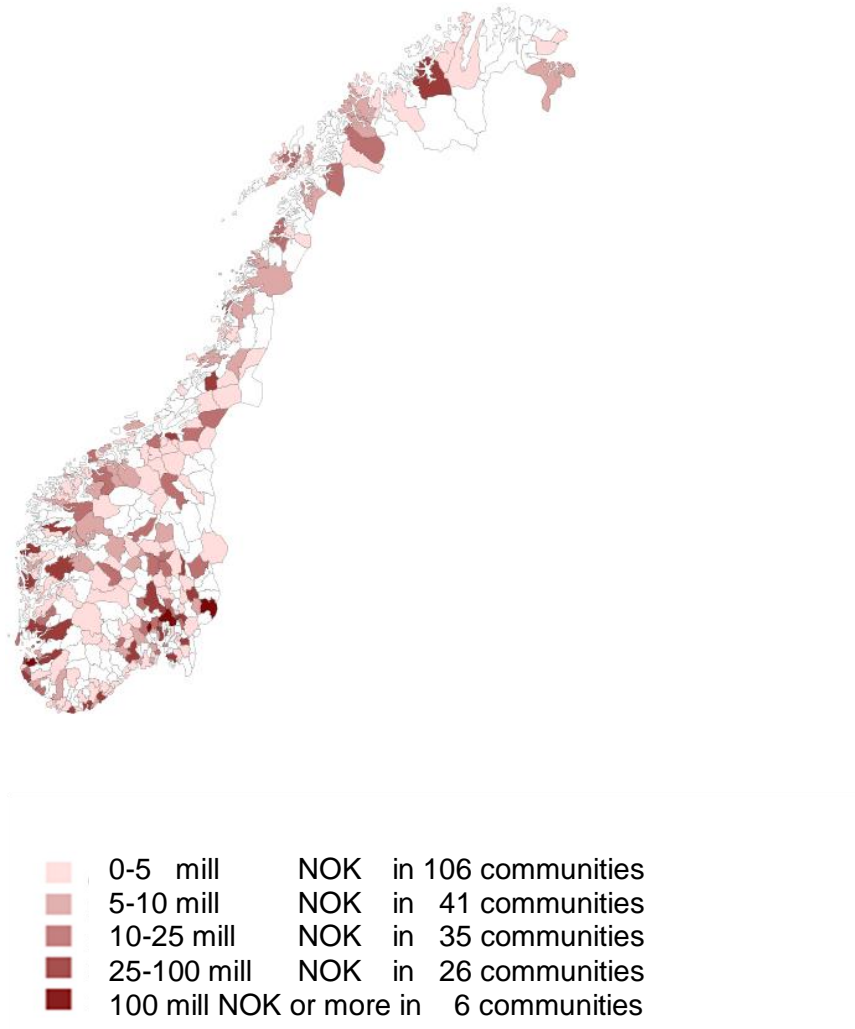 0-5 mill NOK in 106 communities
5-10 mill NOK in 41 communities
10-25 mill NOK in 35 communities
25-100 mill NOK in 26 communities
100 mill NOK or more in 6 communities